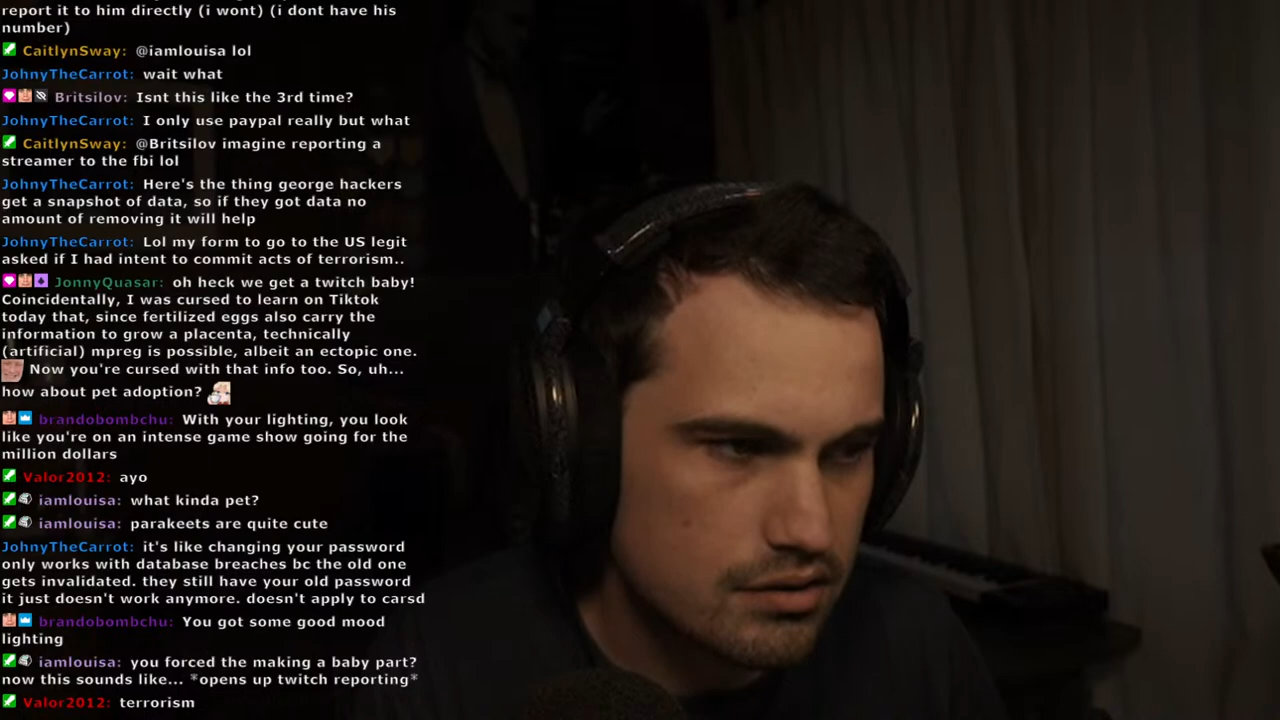 report it to him directly (i wont) (i dont have his
number)
CaitlynSway: @iamlouisa lol
JohnyTheCarrot: wait what
Britsilov: Isnt this like the 3rd time?
JohnyTheCarrot: I only use paypal really but what
CaitlynSway: @Britsilov imagine reporting a
streamer to the fbi lol
JohnyTheCarrot: Here's the thing george hackers
get a snapshot of data, so if they got data no
amount of removing it will help
JohnyTheCarrot: Lol my form to go to the US legit
asked if I had intent to commit acts of terrorism..
JonnyQuasar: oh heck we get a twitch baby!
Coincidentally, I was cursed to learn on Tiktok
today that, since fertilized eggs also carry the
information to grow a placenta, technically
(artificial) mpreg is possible, albeit an ectopic one.
Now you're cursed with that info too. So, uh...
how about pet adoption?
brandobombchu: With your lighting, you look
like you're on an intense game show going for the
million dollars
Valor2012: ayo
iamlouisa: what kinda pet?
iamlouisa: parakeets are quite cute
JohnyTheCarrot: it's like changing your password
only works with database breaches bc the old one
gets invalidated. they still have your old password
it just doesn't work anymore. doesn't apply to carsd
brandobombchu: You got some good mood
lighting
iamlouisa: you forced the making a baby part?
now this sounds like... *opens up twitch reporting*
Valor2012: terrorism